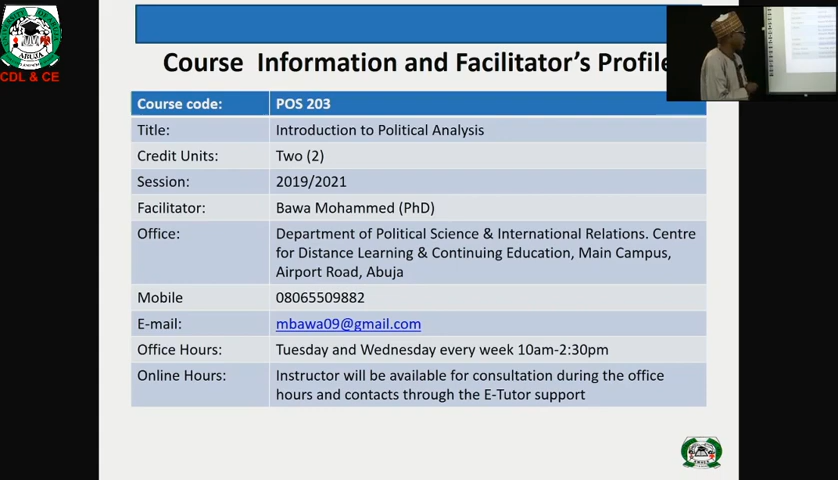 ABUJA
CDL & CE
Course Information and Facilitator's Profile
Course code: POS 203
Title: Introduction to Political Analysis
Credit Units: Two (2)
Session: 2019/2021
Facilitator: Bawa Mohammed (PhD)
Office: Department of Political Science & International Relations. Centre
for Distance Learning & Continuing Education, Main Campus,
Airport Road, Abuja
Mobile 08065509882
E-mail: mbawa09@gmail.com
Office Hours: Tuesday and Wednesday every week 10am-2:30pm
Online Hours: Instructor will be available for consultation during the office
hours and contacts through the E-Tutor support